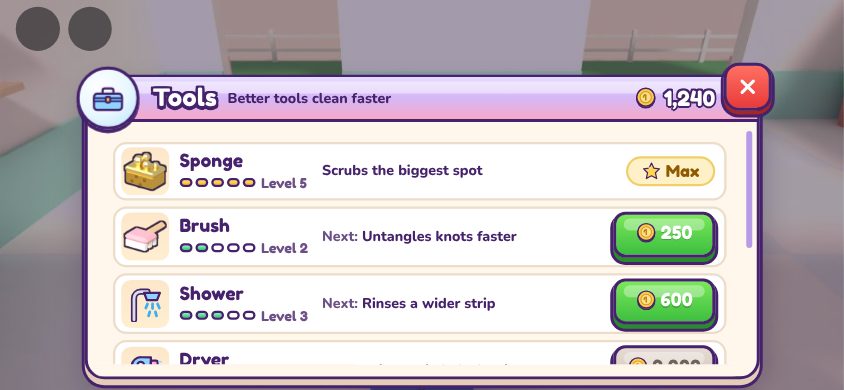 Tools Better tools clean faster 1,240
Sponge
Level 5
Scrubs the biggest spot
Max
Brush
Level 2
Next: Untangles knots faster
250
Shower
Level 3
Next: Rinses a wider strip
600
Dryer